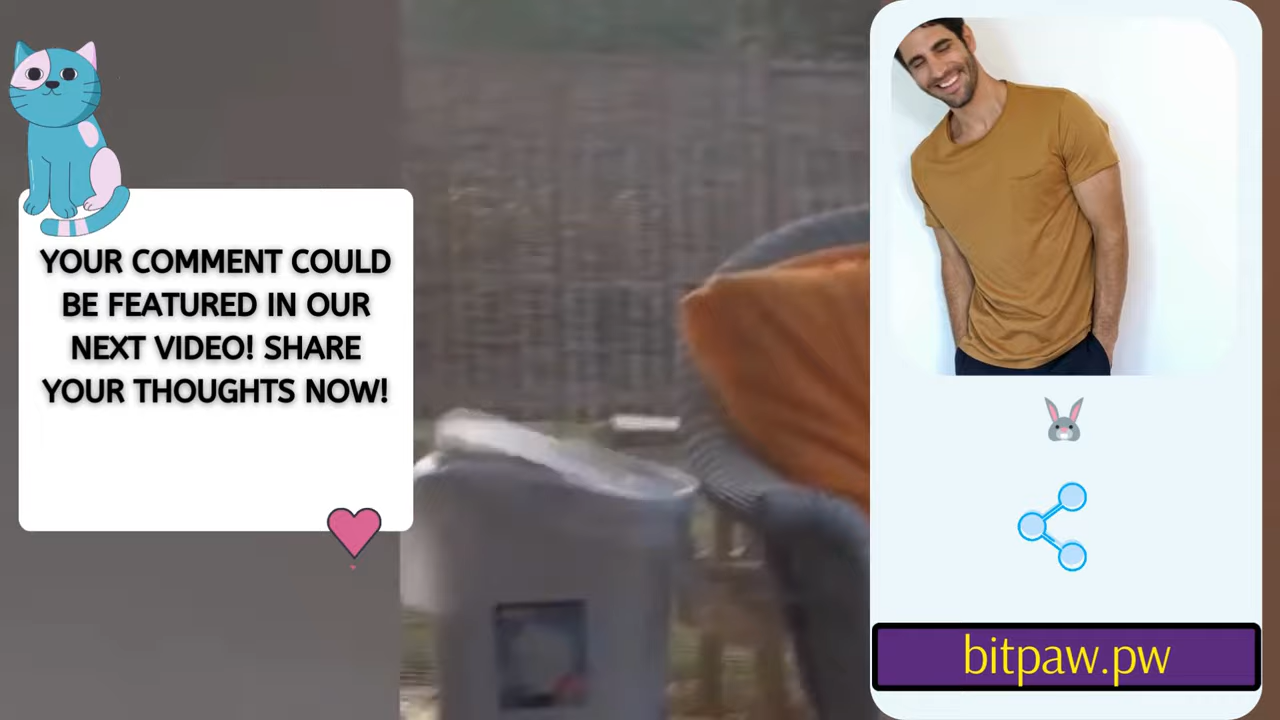 YOUR COMMENT COULD
BE FEATURED IN OUR
NEXT VIDEO! SHARE
YOUR THOUGHTS NOW!
bitpaw.pw